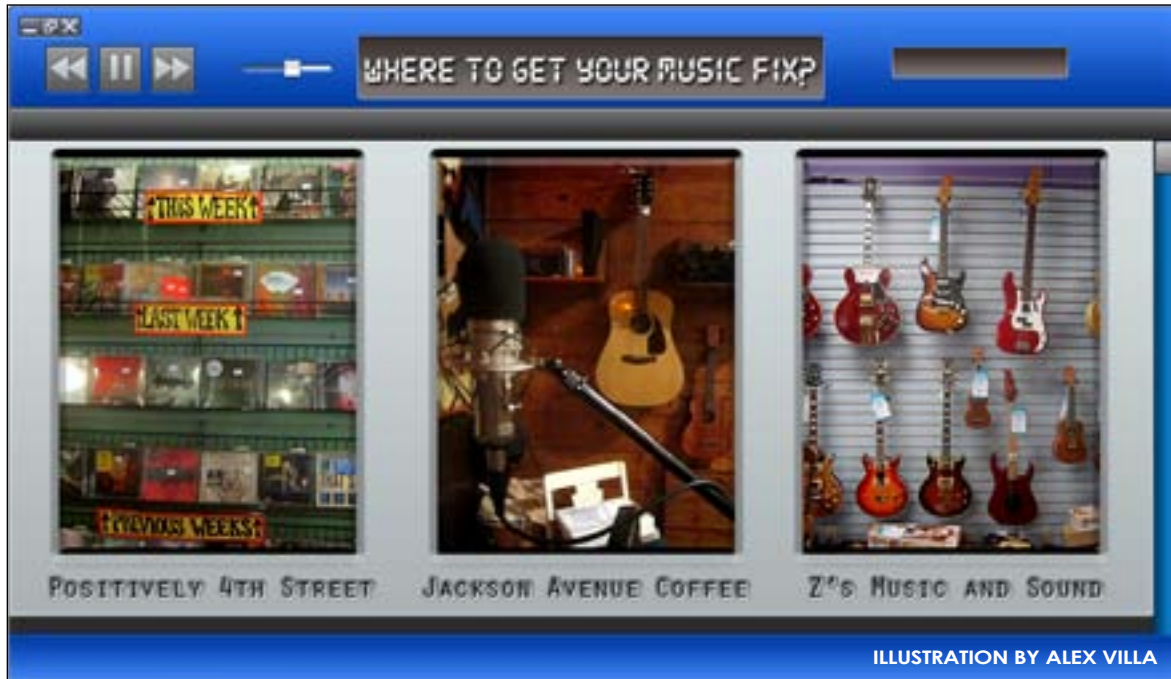 WHERE TO GET YOUR MUSIC FIX?
↑THIS WEEK↑
↑LAST WEEK↑
↑PREVIOUS WEEKS↑
POSITIVELY 4TH STREET
JACKSON AVENUE COFFEE
Z's MUSIC AND SOUND
ILLUSTRATION BY ALEX VILLA